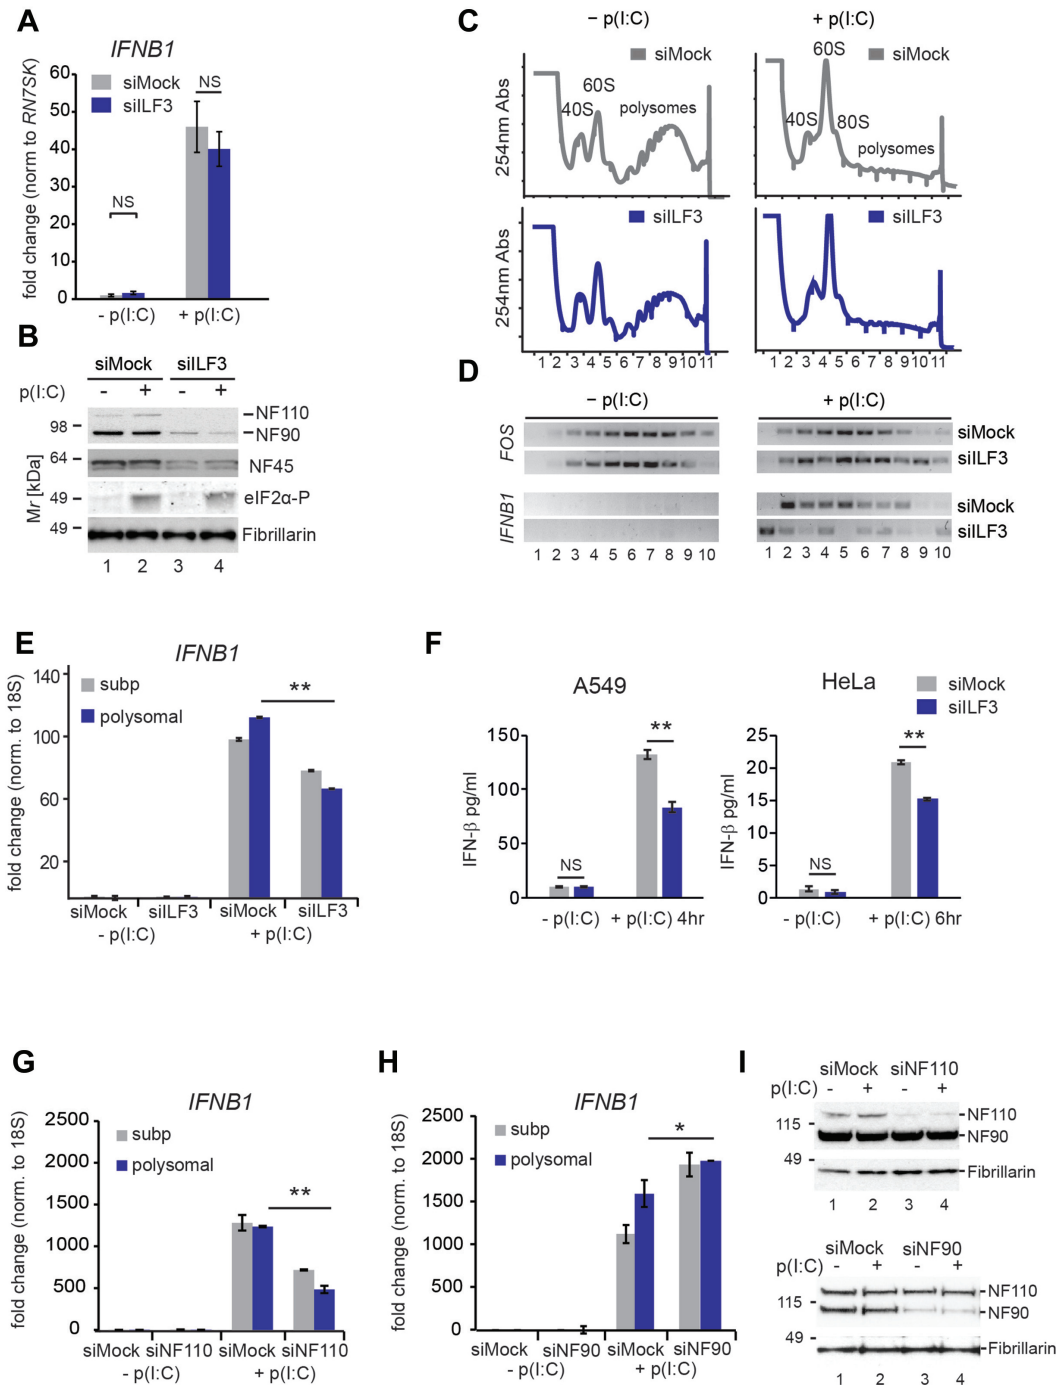 A
IFNB1
fold change (norm to RN7SK)
60
50
40
30
20
10
0
siMock
siILF3
NS
NS
- p(I:C)
+ p(I:C)
B
siMock
siILF3
p(I:C)
- + - +
Mr [kDa]
98
64
49
49
NF110
NF90
NF45
eIF2α-P
Fibrillarin
1 2 3 4
C
– p(I:C)
+ p(I:C)
254nm Abs
siMock
40S
60S
polysomes
siMock
60S
40S
80S
polysomes
254nm Abs
siILF3
siILF3
1 2 3 4 5 6 7 8 9 10 11
1 2 3 4 5 6 7 8 9 10 11
D
– p(I:C)
+ p(I:C)
FOS
siMock
siILF3
IFNB1
siMock
siILF3
1 2 3 4 5 6 7 8 9 10
1 2 3 4 5 6 7 8 9 10
E
IFNB1
fold change (norm. to 18S)
140
100
60
20
subp
polysomal
**
siMock siILF3 siMock siILF3
- p(I:C) + p(I:C)
F
A549
IFN-β pg/ml
150
100
50
0
NS
**
- p(I:C) + p(I:C) 4hr
HeLa
siMock
siILF3
IFN-β pg/ml
25
20
15
10
5
0
NS
**
- p(I:C) + p(I:C) 6hr
G
IFNB1
fold change (norm. to 18S)
2500
2000
1500
1000
500
0
subp
polysomal
**
siMock siNF110 siMock siNF110
- p(I:C) + p(I:C)
H
IFNB1
fold change (norm. to 18S)
2500
2000
1500
1000
500
0
subp
polysomal
*
siMock siNF90 siMock siNF90
- p(I:C) + p(I:C)
I
siMock siNF110
p(I:C) - + - +
115
49
NF110
NF90
Fibrillarin
1 2 3 4
siMock siNF90
p(I:C) - + - +
115
49
NF110
NF90
Fibrillarin
1 2 3 4